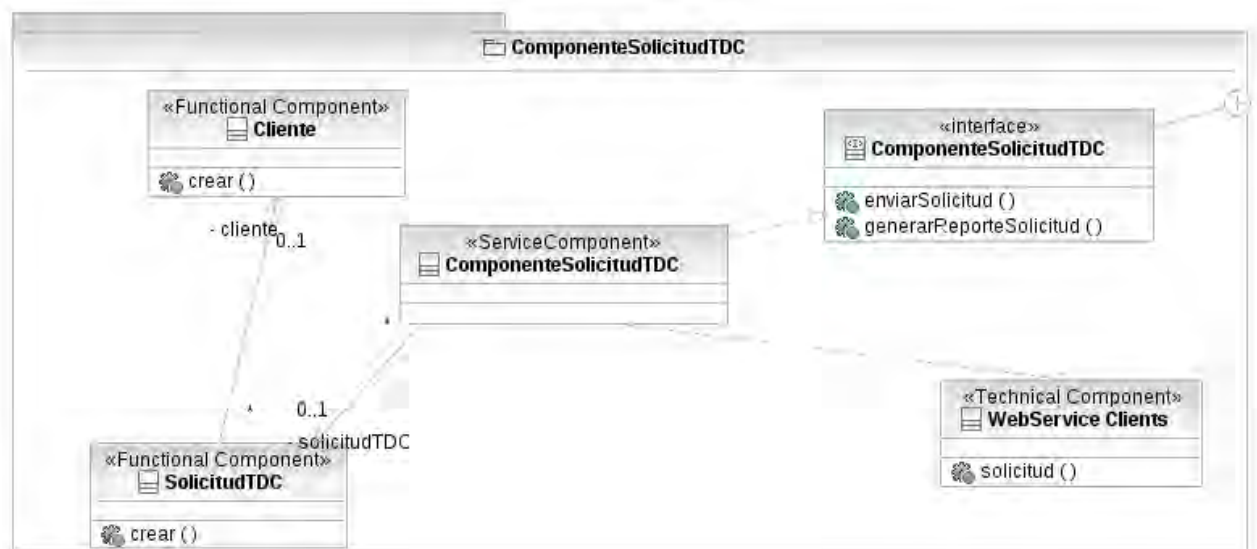 ComponenteSolicitudTDC
«Functional Component»
Cliente
crear ( )
- cliente
0..1
«interface»
ComponenteSolicitudTDC
enviarSolicitud ( )
generarReporteSolicitud ( )
«ServiceComponent»
ComponenteSolicitudTDC
*
*
0..1
- solicitudTDC
«Functional Component»
SolicitudTDC
crear ( )
«Technical Component»
WebService Clients
solicitud ( )